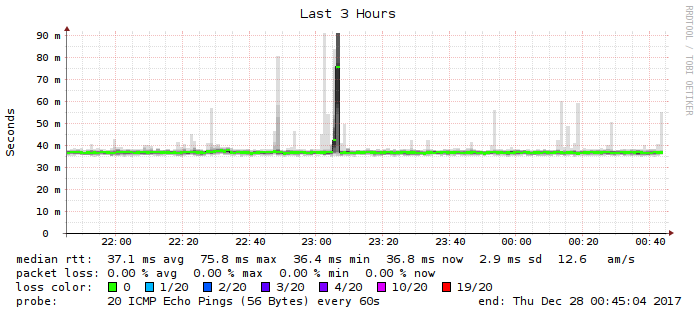 Last 3 Hours
RRDTOOL / TOBI OETIKER
Seconds
90 m
80 m
70 m
60 m
50 m
40 m
30 m
20 m
10 m
0
22:00 22:20 22:40 23:00 23:20 23:40 00:00 00:20 00:40
median rtt: 37.1 ms avg 75.8 ms max 36.4 ms min 36.8 ms now 2.9 ms sd 12.6 am/s
packet loss: 0.00 % avg 0.00 % max 0.00 % min 0.00 % now
loss color: 0 1/20 2/20 3/20 4/20 10/20 19/20
probe: 20 ICMP Echo Pings (56 Bytes) every 60s end: Thu Dec 28 00:45:04 2017